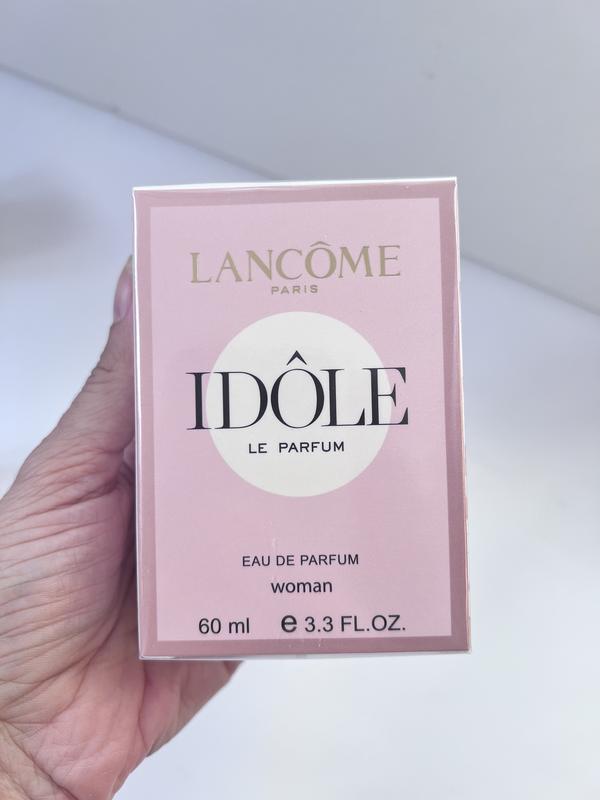 LANCÔME
PARIS
IDÔLE
LE PARFUM
EAU DE PARFUM
woman
60 ml e 3.3 FL.OZ.